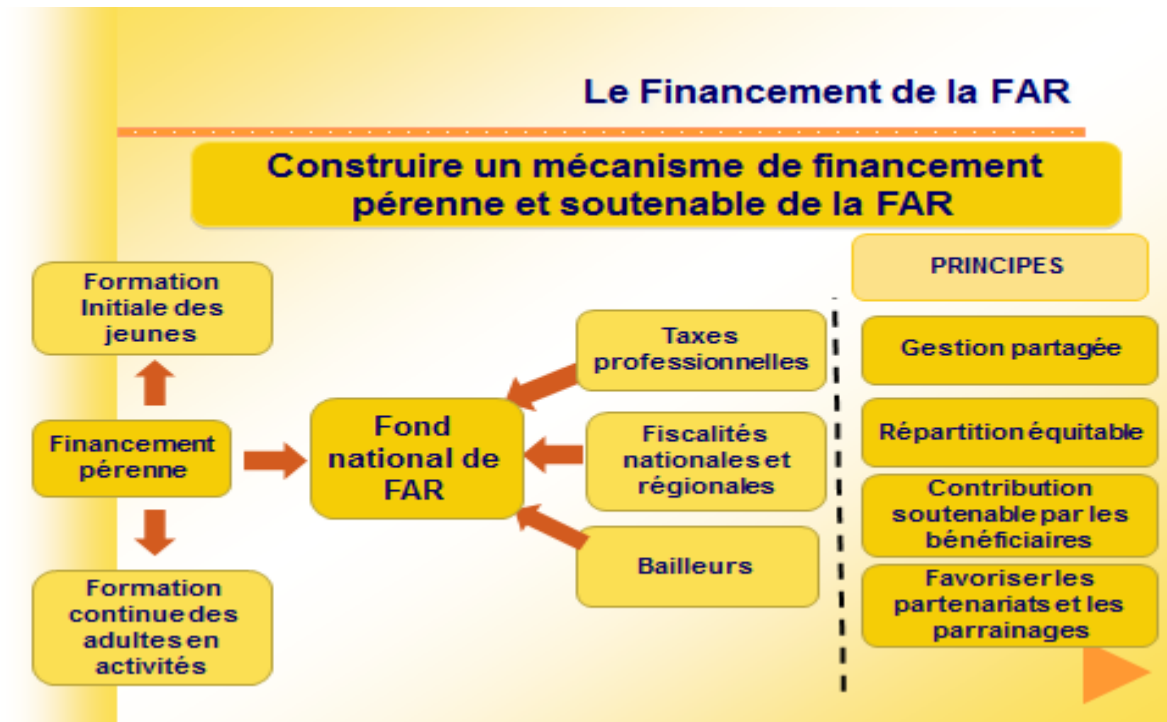 Le Financement de la FAR
Construire un mécanisme de financement
pérenne et soutenable de la FAR
Formation
Initiale des
jeunes
Financement
pérenne
Formation
continue des
adultes en
activités
Fond
national de
FAR
Taxes
professionnelles
Fiscalités
nationales et
régionales
Bailleurs
PRINCIPES
Gestion partagée
Répartition équitable
Contribution
soutenable par les
bénéficiaires
Favoriser les
partenariats et les
parrainages